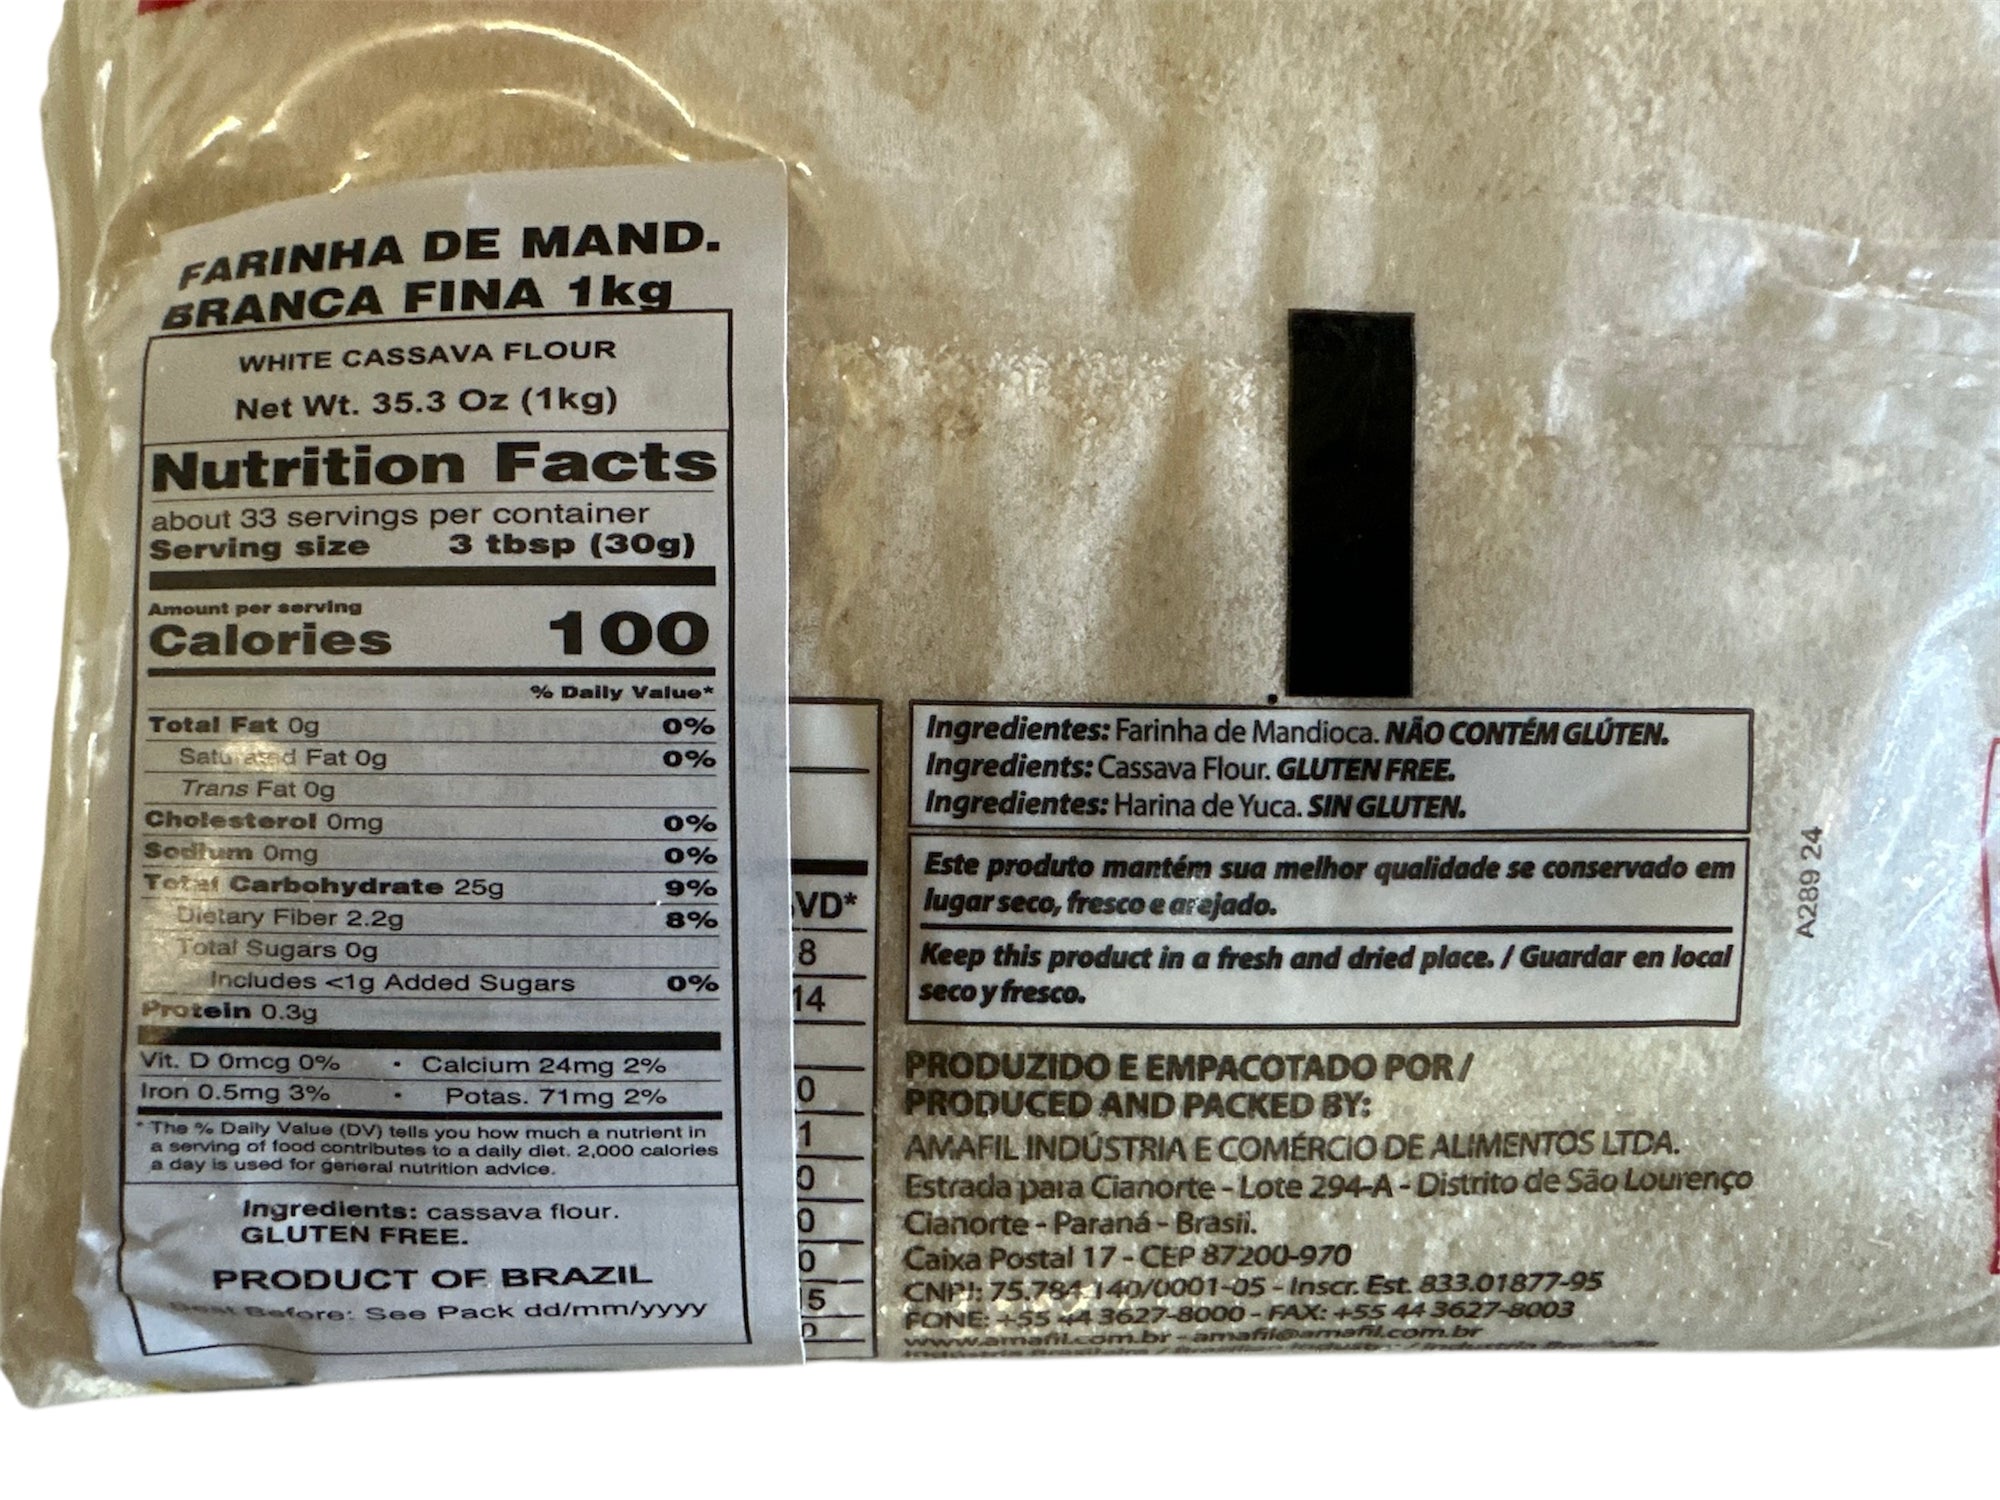 FARINHA DE MAND.
BRANCA FINA 1kg
WHITE CASSAVA FLOUR
Net Wt. 35.3 Oz (1kg)
Nutrition Facts
about 33 servings per container
Serving size 3 tbsp (30g)
Amount per serving
Calories 100
% Daily Value*
Total Fat 0g 0%
Saturated Fat 0g 0%
Trans Fat 0g
Cholesterol 0mg 0%
Sodium 0mg 0%
Total Carbohydrate 25g 9%
Dietary Fiber 2.2g 8%
Total Sugars 0g
Includes <1g Added Sugars 0%
Protein 0.3g
Vit. D 0mcg 0% • Calcium 24mg 2%
Iron 0.5mg 3% • Potas. 71mg 2%
* The % Daily Value (DV) tells you how much a nutrient in
a serving of food contributes to a daily diet. 2,000 calories
a day is used for general nutrition advice.
Ingredients: cassava flour.
GLUTEN FREE.
PRODUCT OF BRAZIL
Best Before: See Pack dd/mm/yyyy
VD*
8
14
0
1
0
0
0
5
Ingredientes: Farinha de Mandioca. NÃO CONTÉM GLÚTEN.
Ingredients: Cassava Flour. GLUTEN FREE.
Ingredientes: Harina de Yuca. SIN GLUTEN.
Este produto mantém sua melhor qualidade se conservado em
lugar seco, fresco e arejado.
Keep this product in a fresh and dried place. / Guardar en local
seco y fresco.
PRODUZIDO E EMPACOTADO POR /
PRODUCED AND PACKED BY:
AMAFIL INDÚSTRIA E COMÉRCIO DE ALIMENTOS LTDA.
Estrada para Cianorte - Lote 294-A - Distrito de São Lourenço
Cianorte - Paraná - Brasil.
Caixa Postal 17 - CEP 87200-970
CNPJ: 75.784.140/0001-05 - Inscr. Est. 833.01877-95
FONE: +55 44 3627-8000 - FAX: +55 44 3627-8003
www.amafil.com.br - amafil@amafil.com.br
A289 24